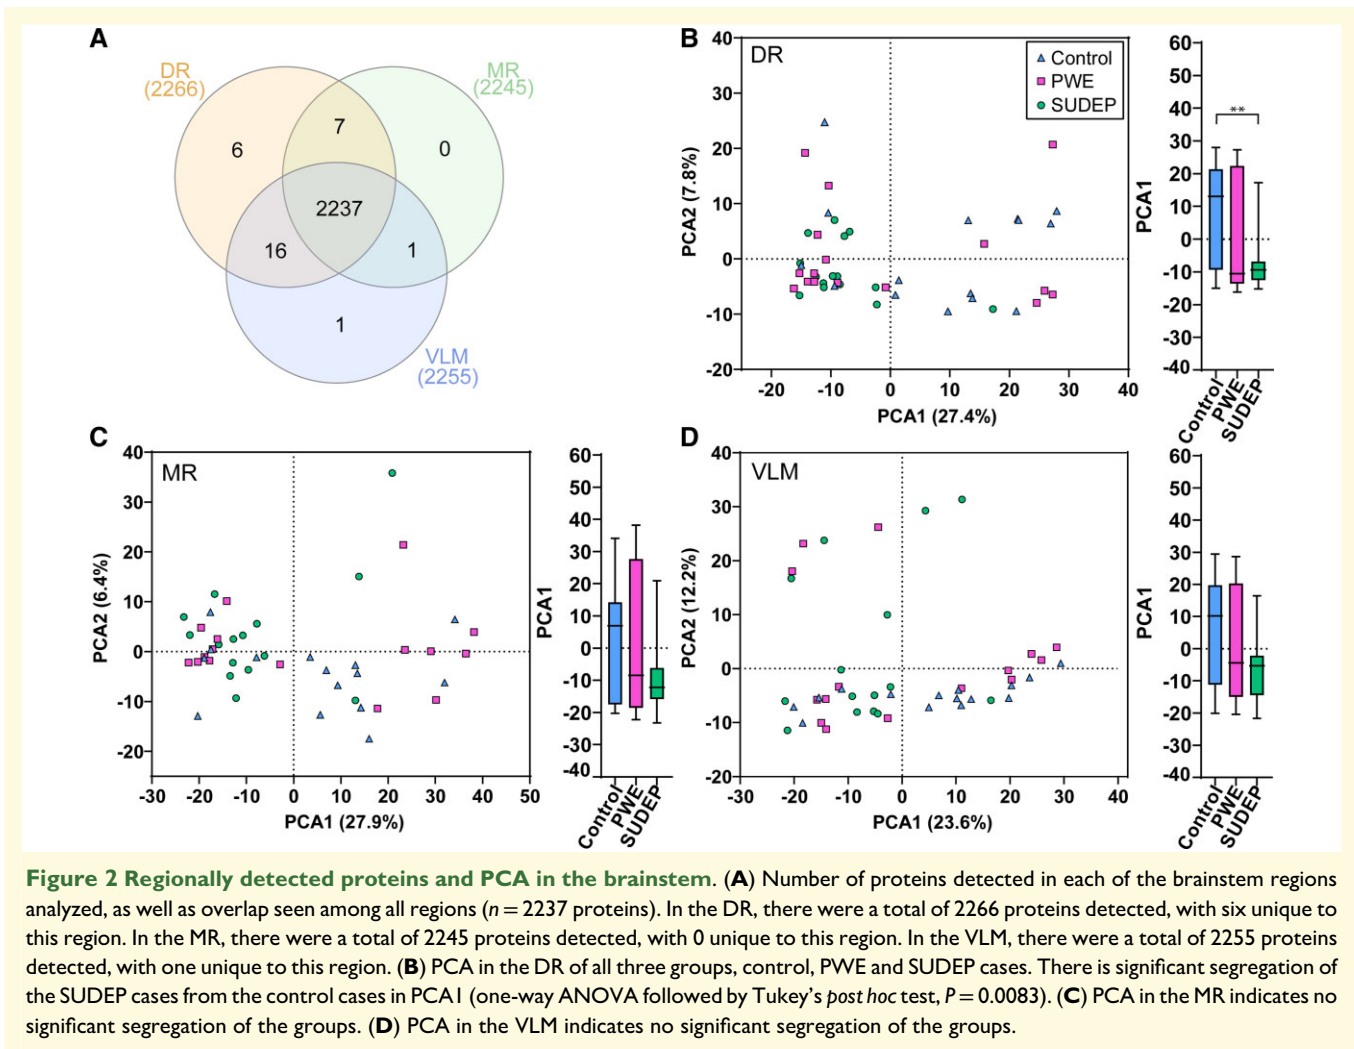 A
DR
(2266)
MR
(2245)
6
7
0
2237
16
1
1
VLM
(2255)
B
DR
Control
PWE
SUDEP
40
30
20
10
0
-10
-20
PCA2 (7.8%)
-20
-10
0
10
20
30
40
PCA1 (27.4%)
**
60
50
40
30
20
10
0
-10
-20
-30
-40
PCA1
Control
PWE
SUDEP
C
MR
40
30
20
10
0
-10
-20
PCA2 (6.4%)
-30
-20
-10
0
10
20
30
40
50
PCA1 (27.9%)
60
50
40
30
20
10
0
-10
-20
-30
-40
PCA1
Control
PWE
SUDEP
D
VLM
40
30
20
10
0
-10
-20
PCA2 (12.2%)
-30
-20
-10
0
10
20
30
40
PCA1 (23.6%)
60
50
40
30
20
10
0
-10
-20
-30
-40
PCA1
Control
PWE
SUDEP
Figure 2 Regionally detected proteins and PCA in the brainstem. (A) Number of proteins detected in each of the brainstem regions
analyzed, as well as overlap seen among all regions (n = 2237 proteins). In the DR, there were a total of 2266 proteins detected, with six unique to
this region. In the MR, there were a total of 2245 proteins detected, with 0 unique to this region. In the VLM, there were a total of 2255 proteins
detected, with one unique to this region. (B) PCA in the DR of all three groups, control, PWE and SUDEP cases. There is significant segregation of
the SUDEP cases from the control cases in PCA1 (one-way ANOVA followed by Tukey's post hoc test, P = 0.0083). (C) PCA in the MR indicates no
significant segregation of the groups. (D) PCA in the VLM indicates no significant segregation of the groups.